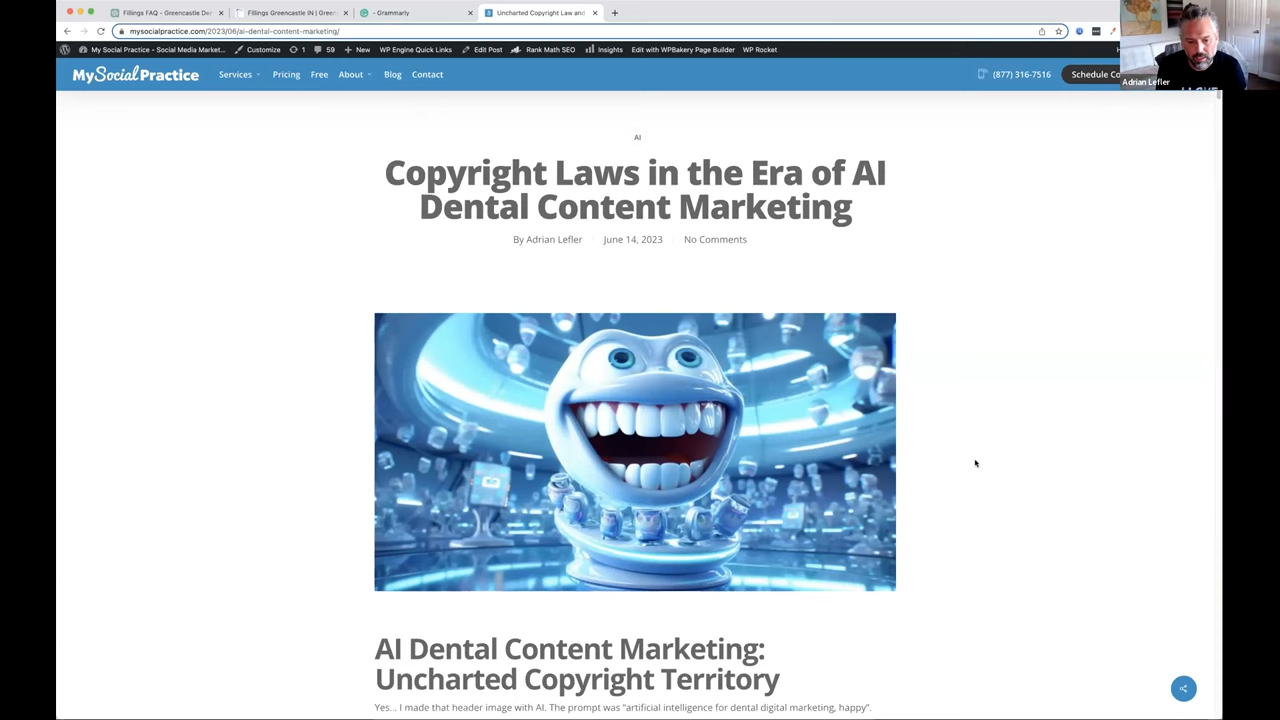 Fillings FAQ - Greencastle Der
Fillings Greencastle IN | Green
- Grammarly
Uncharted Copyright Law and
mysocialpractice.com/2023/06/ai-dental-content-marketing/
My Social Practice - Social Media Market...
Customize
1
59
New
WP Engine Quick Links
Edit Post
Rank Math SEO
Insights
Edit with WPBakery Page Builder
WP Rocket
MySocialPractice
Services
Pricing
Free
About
Blog
Contact
(877) 316-7516
Schedule Co
Adrian Lefler
AI
Copyright Laws in the Era of AI
Dental Content Marketing
By Adrian Lefler
June 14, 2023
No Comments
AI Dental Content Marketing:
Uncharted Copyright Territory
Yes... I made that header image with AI. The prompt was “artificial intelligence for dental digital marketing, happy”.